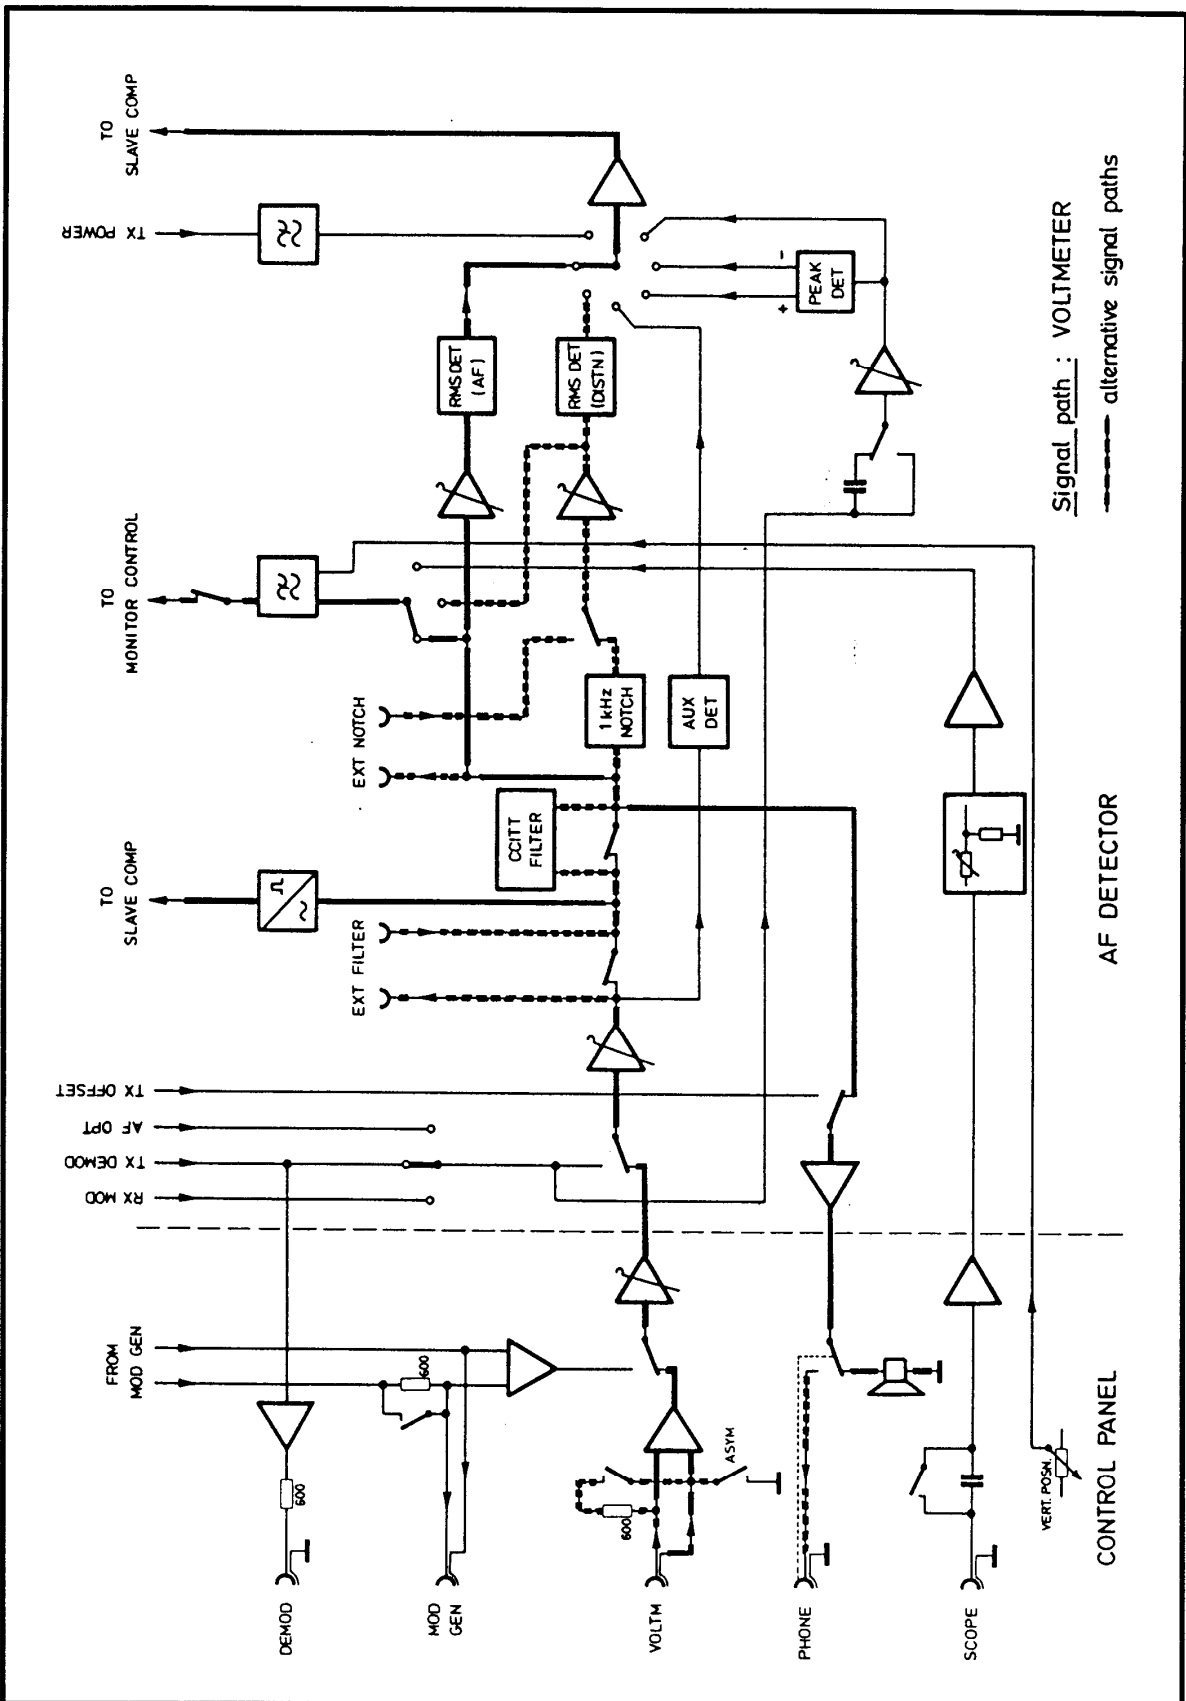 TO
SLAVE COMP
TX POWER
TO
MONITOR CONTROL
EXT NOTCH
TO
SLAVE COMP
EXT FILTER
TX OFFSET
AF OPT
TX DEMOD
RX MOD
FROM
MOD GEN
600
600
DEMOD
MOD
GEN
RMS DET
(AF)
RMS DET
(DISTN)
1 kHz
NOTCH
AUX
DET
CCITT
FILTER
PEAK
DET
+
-
600
ASYM
VOLTM
PHONE
SCOPE
VERT. POSN.
CONTROL PANEL
AF DETECTOR
Signal path : VOLTMETER
alternative signal paths